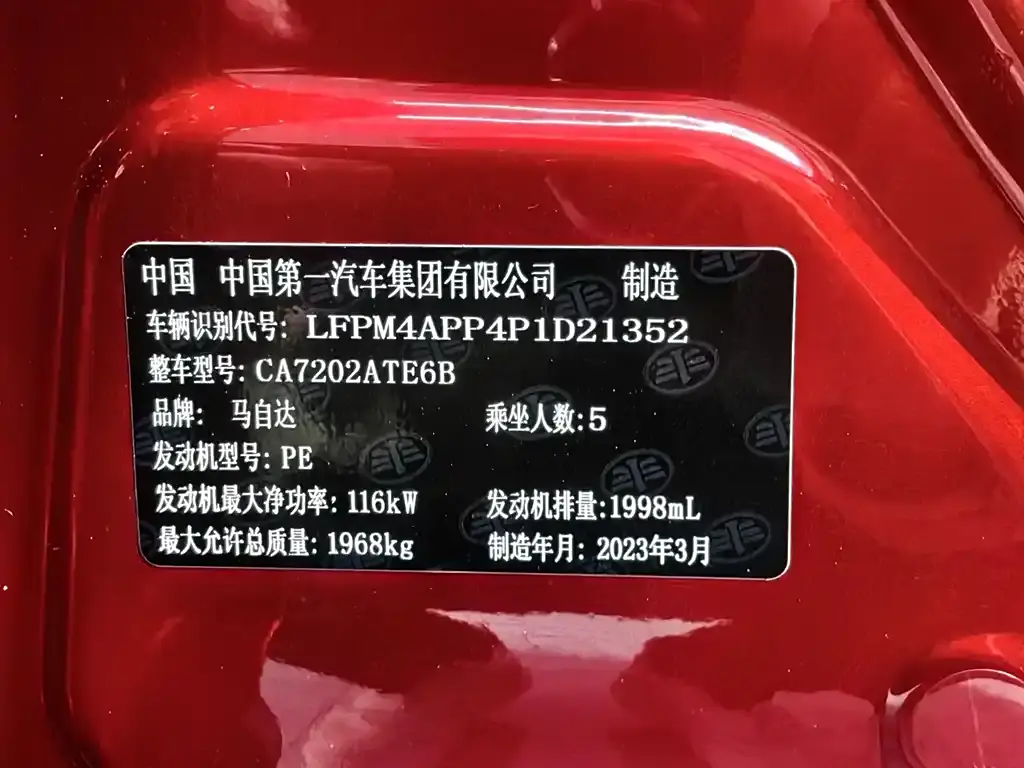 中国 中国第一汽车集团有限公司 制造
车辆识别代号: LFPM4APP4P1D21352
整车型号: CA7202ATE6B
品牌: 马自达 乘坐人数:5
发动机型号: PE
发动机最大净功率: 116kW 发动机排量:1998mL
最大允许总质量: 1968kg 制造年月: 2023年3月